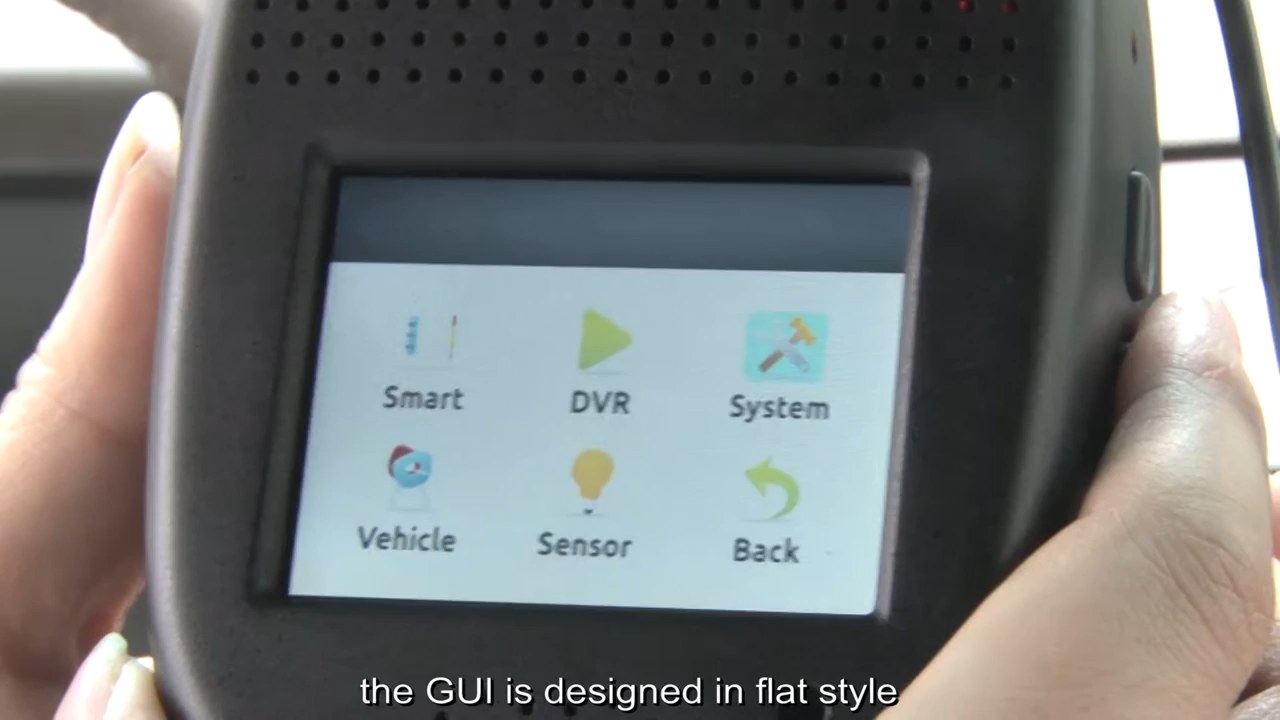 Smart
DVR
System
Vehicle
Sensor
Back
the GUI is designed in flat style